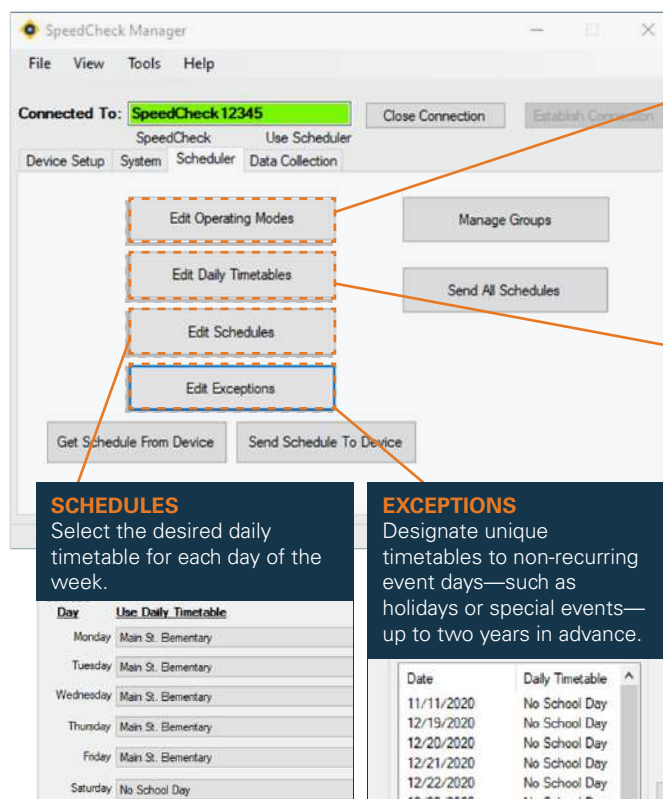 SpeedCheck Manager
File View Tools Help
Connected To: SpeedCheck12345 Close Connection Establish Connection
SpeedCheck Use Scheduler
Device Setup System Scheduler Data Collection
Edit Operating Modes
Manage Groups
Edit Daily Timetables
Send All Schedules
Edit Schedules
Edit Exceptions
Get Schedule From Device Send Schedule To Device
SCHEDULES
Select the desired daily
timetable for each day of the
week.
Day Use Daily Timetable
Monday Main St. Elementary
Tuesday Main St. Elementary
Wednesday Main St. Elementary
Thursday Main St. Elementary
Friday Main St. Elementary
Saturday No School Day
EXCEPTIONS
Designate unique
timetables to non-recurring
event days—such as
holidays or special events—
up to two years in advance.
Date Daily Timetable
11/11/2020 No School Day
12/19/2020 No School Day
12/20/2020 No School Day
12/21/2020 No School Day
12/22/2020 No School Day